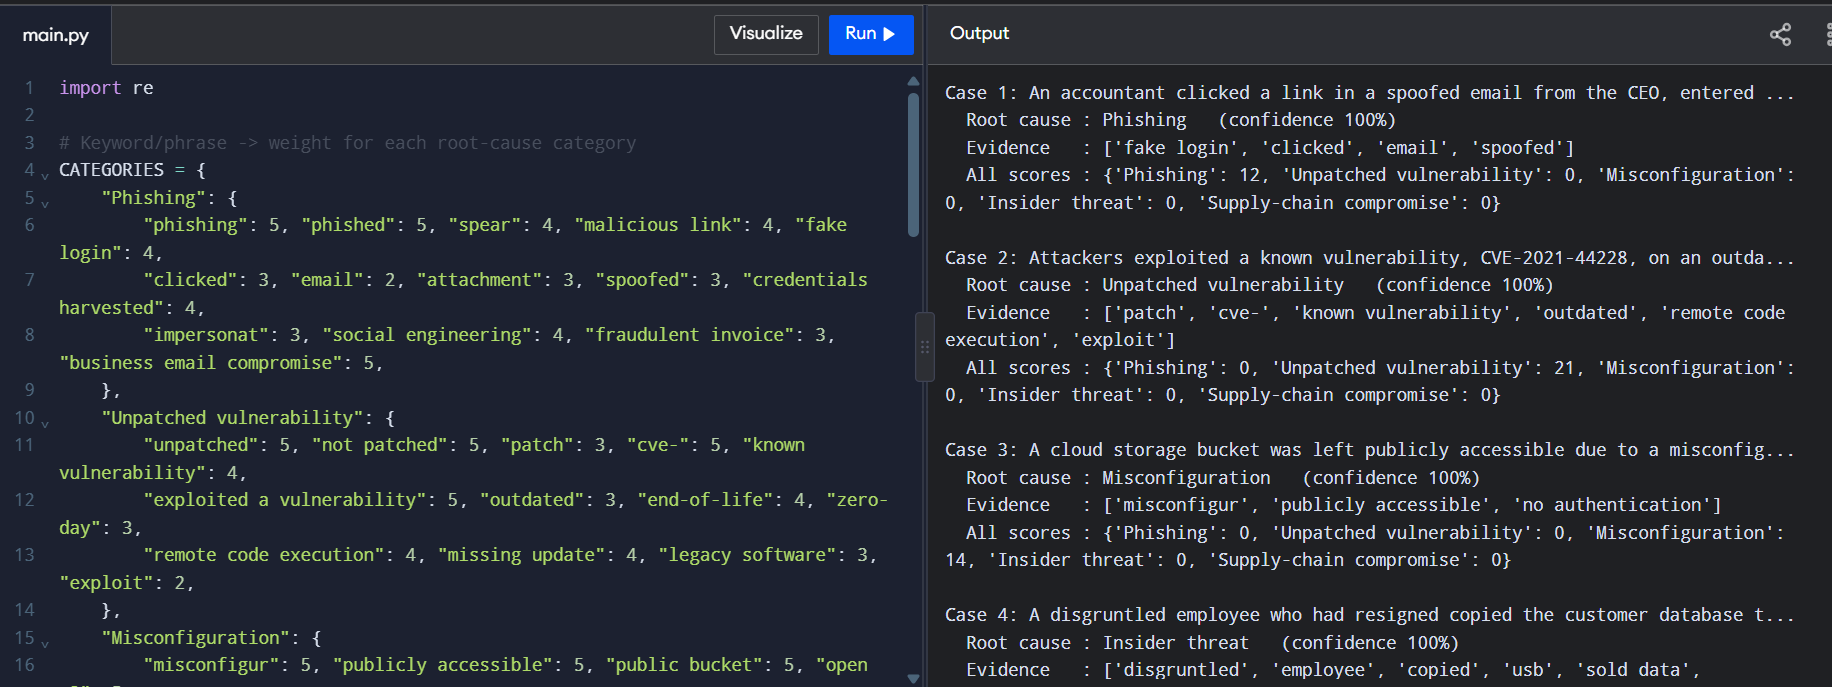 main.py
Visualize
Run
1 import re
2
3 # Keyword/phrase -> weight for each root-cause category
4 CATEGORIES = {
5 "Phishing": {
6 "phishing": 5, "phished": 5, "spear": 4, "malicious link": 4, "fake
login": 4,
7 "clicked": 3, "email": 2, "attachment": 3, "spoofed": 3, "credentials
harvested": 4,
8 "impersonat": 3, "social engineering": 4, "fraudulent invoice": 3,
"business email compromise": 5,
9 },
10 "Unpatched vulnerability": {
11 "unpatched": 5, "not patched": 5, "patch": 3, "cve-": 5, "known
vulnerability": 4,
12 "exploited a vulnerability": 5, "outdated": 3, "end-of-life": 4, "zero-
day": 3,
13 "remote code execution": 4, "missing update": 4, "legacy software": 3,
"exploit": 2,
14 },
15 "Misconfiguration": {
16 "misconfigur": 5, "publicly accessible": 5, "public bucket": 5, "open
Output
Case 1: An accountant clicked a link in a spoofed email from the CEO, entered ...
Root cause : Phishing (confidence 100%)
Evidence : ['fake login', 'clicked', 'email', 'spoofed']
All scores : {'Phishing': 12, 'Unpatched vulnerability': 0, 'Misconfiguration':
0, 'Insider threat': 0, 'Supply-chain compromise': 0}
Case 2: Attackers exploited a known vulnerability, CVE-2021-44228, on an outda...
Root cause : Unpatched vulnerability (confidence 100%)
Evidence : ['patch', 'cve-', 'known vulnerability', 'outdated', 'remote code
execution', 'exploit']
All scores : {'Phishing': 0, 'Unpatched vulnerability': 21, 'Misconfiguration':
0, 'Insider threat': 0, 'Supply-chain compromise': 0}
Case 3: A cloud storage bucket was left publicly accessible due to a misconfig...
Root cause : Misconfiguration (confidence 100%)
Evidence : ['misconfigur', 'publicly accessible', 'no authentication']
All scores : {'Phishing': 0, 'Unpatched vulnerability': 0, 'Misconfiguration':
14, 'Insider threat': 0, 'Supply-chain compromise': 0}
Case 4: A disgruntled employee who had resigned copied the customer database t...
Root cause : Insider threat (confidence 100%)
Evidence : ['disgruntled', 'employee', 'copied', 'usb', 'sold data',